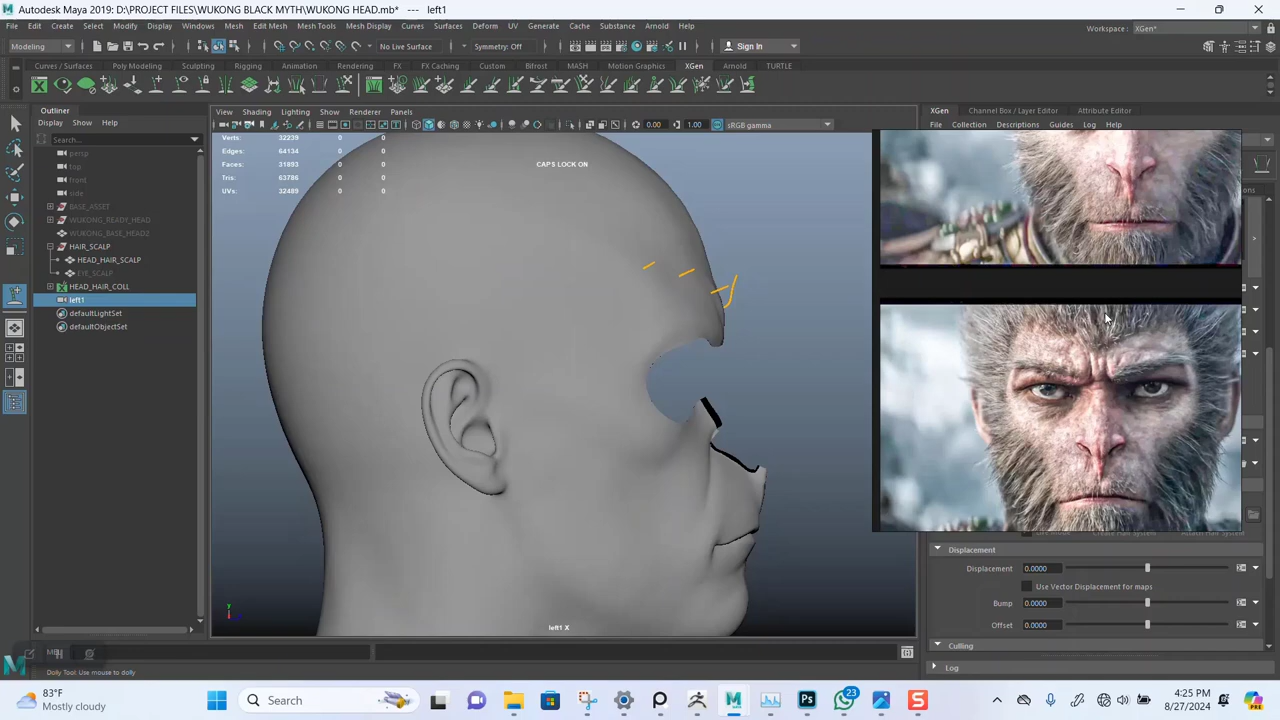 Autodesk Maya 2019: D:\PROJECT FILES\WUKONG BLACK MYTH\WUKONG HEAD.mb*  ---  left1
File Edit Create Select Modify Display Windows Mesh Edit Mesh Mesh Tools Mesh Display Curves Surfaces Deform UV Generate Cache Substance Arnold Help
Workspace : XGen*
Modeling
No Live Surface
Symmetry: Off
Sign In
Curves / Surfaces Poly Modeling Sculpting Rigging Animation Rendering FX FX Caching Custom Bifrost MASH Motion Graphics XGen Arnold TURTLE
Outliner
Display Show Help
Search...
persp
top
front
side
BASE_ASSET
WUKONG_READY_HEAD
WUKONG_BASE_HEAD2
HAIR_SCALP
HEAD_HAIR_SCALP
EYE_SCALP
HEAD_HAIR_COLL
left1
defaultLightSet
defaultObjectSet
View Shading Lighting Show Renderer Panels
0.00 1.00 sRGB gamma
Verts: 32239 0 0
Edges: 64134 0 0
Faces: 31893 0 0
Tris: 63786 0 0
UVs: 32489 0 0
CAPS LOCK ON
left1 X
XGen Channel Box / Layer Editor Attribute Editor
File Collection Descriptions Guides Log Help
Displacement
Displacement 0.0000
Use Vector Displacement for maps
Bump 0.0000
Offset 0.0000
Culling
Log
Dolly Tool: Use mouse to dolly
83°F
Mostly cloudy
Search
23
4:25 PM
8/27/2024